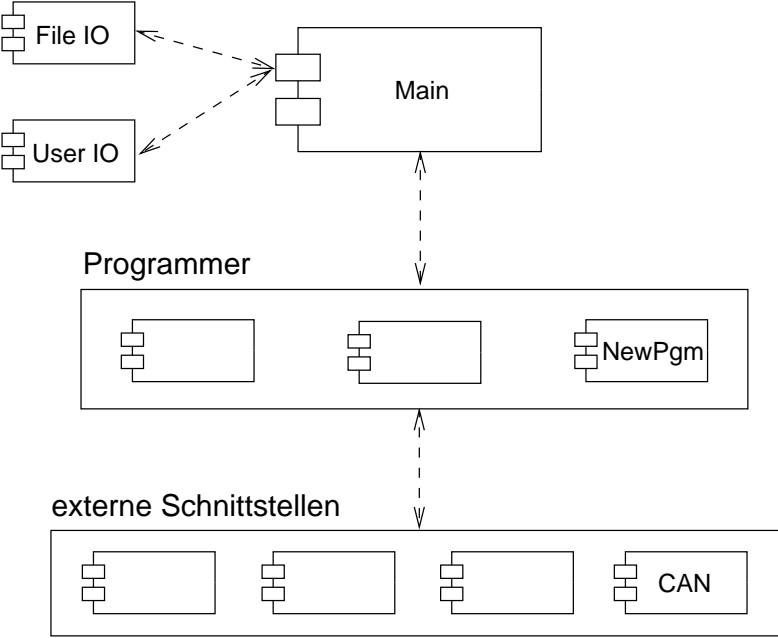 File IO
Main
User IO
Programmer
NewPgm
externe Schnittstellen
CAN